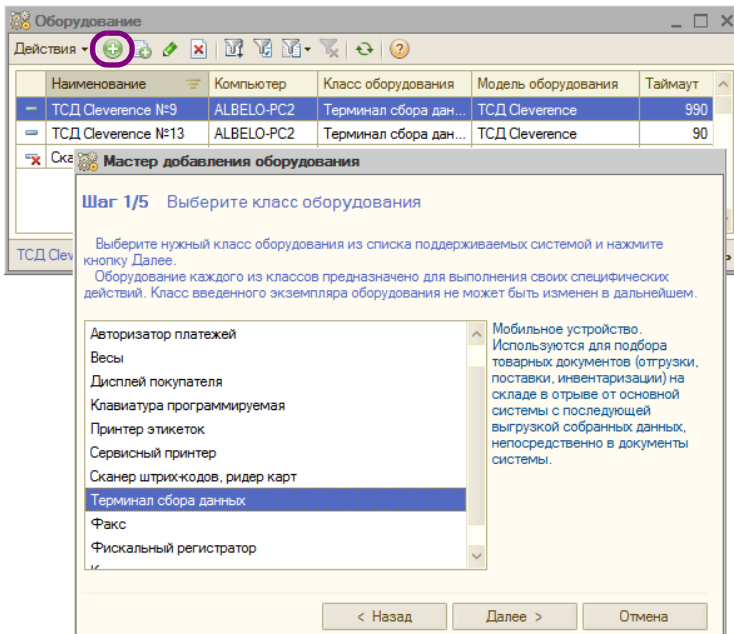 Оборудование
Действия
Наименование Компьютер Класс оборудования Модель оборудования Таймаут
ТСД Cleverence №9 ALBELO-PC2 Терминал сбора дан... ТСД Cleverence 990
ТСД Cleverence №13 ALBELO-PC2 Терминал сбора дан... ТСД Cleverence 90
Ска
ТСД Clev
Мастер добавления оборудования
Шаг 1/5 Выберите класс оборудования
Выберите нужный класс оборудования из списка поддерживаемых системой и нажмите
кнопку Далее.
Оборудование каждого из классов предназначено для выполнения своих специфических
действий. Класс введенного экземпляра оборудования не может быть изменен в дальнейшем.
Авторизатор платежей
Весы
Дисплей покупателя
Клавиатура программируемая
Принтер этикеток
Сервисный принтер
Сканер штрих-кодов, ридер карт
Терминал сбора данных
Факс
Фискальный регистратор
Мобильное устройство.
Используются для подбора
товарных документов (отгрузки,
поставки, инвентаризации) на
складе в отрыве от основной
системы с последующей
выгрузкой собранных данных,
непосредственно в документы
системы.
< Назад Далее > Отмена